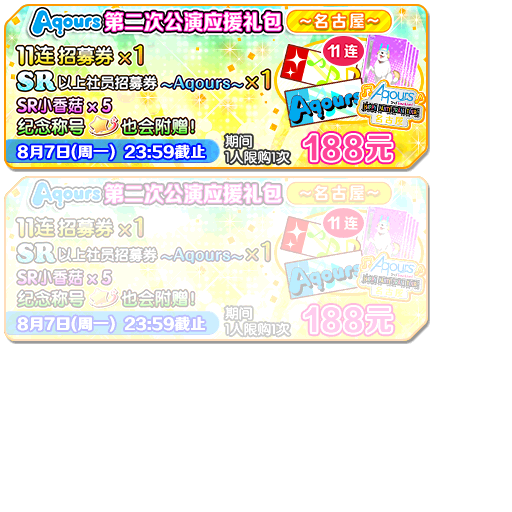 Aqours第二次公演应援礼包 ～名古屋～
11连 招募券 ×1
SR以上社员招募券 ～Aqours～ ×1
SR小香菇 × 5
纪念称号 也会附赠!
8月7日(周一) 23:59截止
期间
1人限购1次
188元
11连
Aqours
Aqours
名古屋
Aqours第二次公演应援礼包 ～名古屋～
11连 招募券 ×1
SR以上社员招募券 ～Aqours～ ×1
SR小香菇 × 5
纪念称号 也会附赠!
8月7日(周一) 23:59截止
期间
1人限购1次
188元
11连
Aqours
Aqours